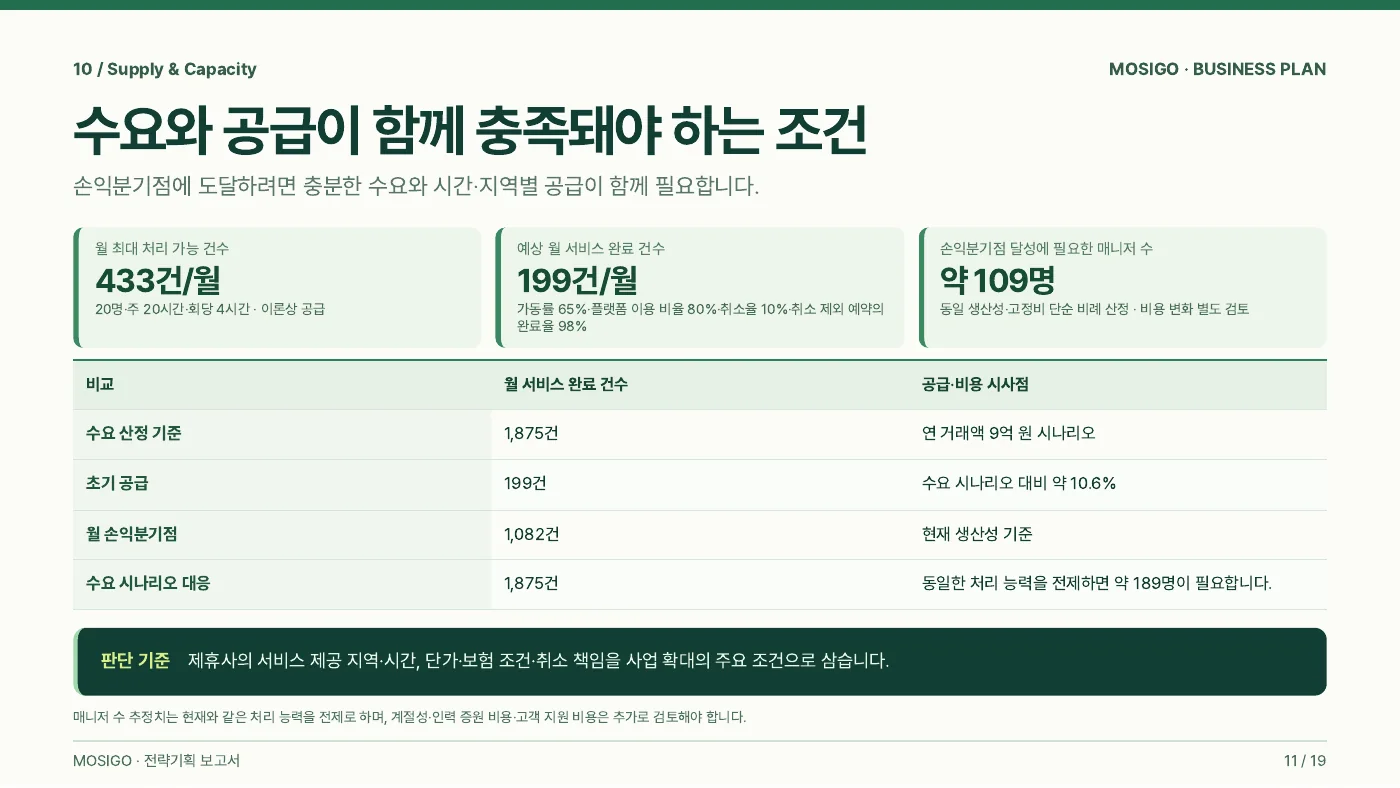 10 / Supply & Capacity
MOSIGO · BUSINESS PLAN
수요와 공급이 함께 충족돼야 하는 조건
손익분기점에 도달하려면 충분한 수요와 시간·지역별 공급이 함께 필요합니다.
월 최대 처리 가능 건수
433건/월
20명·주 20시간·회당 4시간 · 이론상 공급
예상 월 서비스 완료 건수
199건/월
가동률 65%·플랫폼 이용 비율 80%·취소율 10%·취소 제외 예약의
완료율 98%
손익분기점 달성에 필요한 매니저 수
약 109명
동일 생산성·고정비 단순 비례 산정 · 비용 변화 별도 검토
비교 월 서비스 완료 건수 공급·비용 시사점
수요 산정 기준 1,875건 연 거래액 9억 원 시나리오
초기 공급 199건 수요 시나리오 대비 약 10.6%
월 손익분기점 1,082건 현재 생산성 기준
수요 시나리오 대응 1,875건 동일한 처리 능력을 전제하면 약 189명이 필요합니다.
판단 기준 제휴사의 서비스 제공 지역·시간, 단가·보험 조건·취소 책임을 사업 확대의 주요 조건으로 삼습니다.
매니저 수 추정치는 현재와 같은 처리 능력을 전제로 하며, 계절성·인력 증원 비용·고객 지원 비용은 추가로 검토해야 합니다.
MOSIGO · 전략기획 보고서
11 / 19